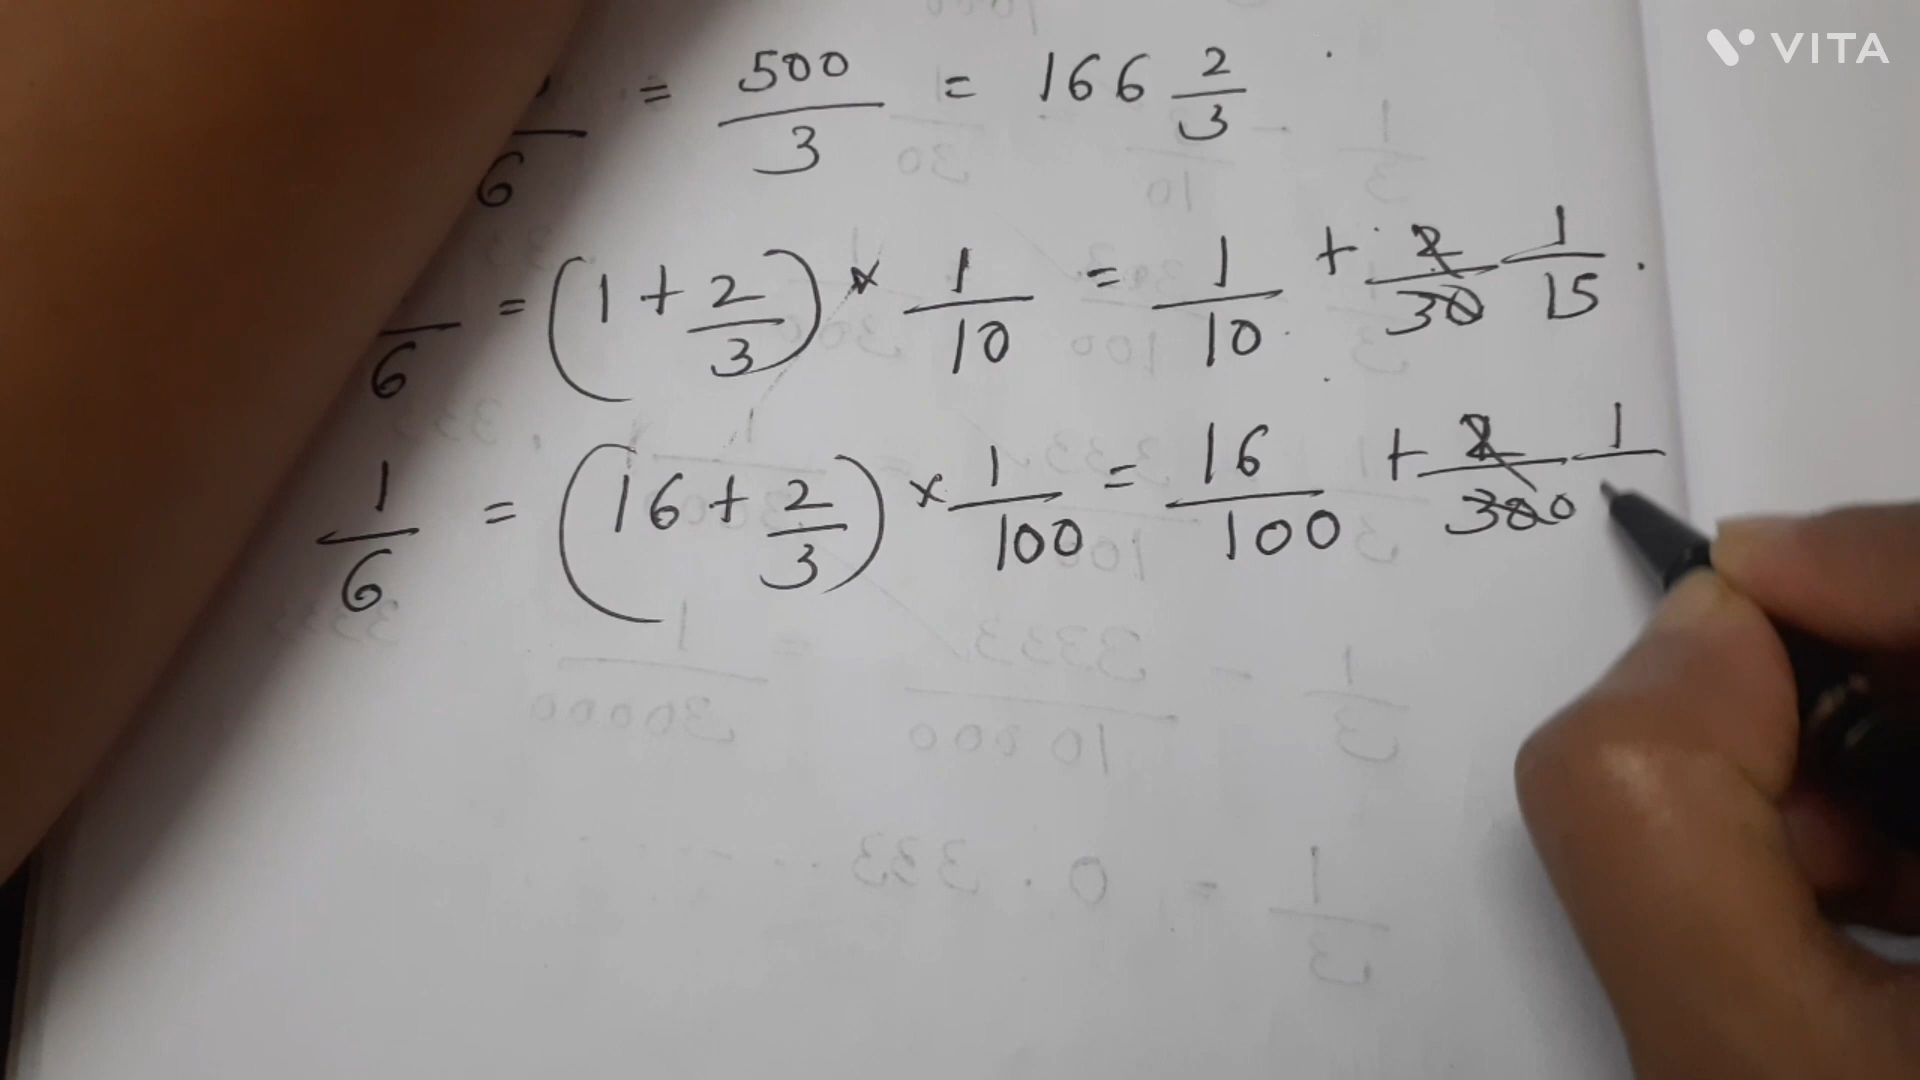 VITA
6 = 500/3 = 166 2/3
6 = (1 + 2/3) × 1/10 = 1/10 + 2/30 1/15
1/6 = (16 + 2/3) × 1/100 = 16/100 + 2/300 1